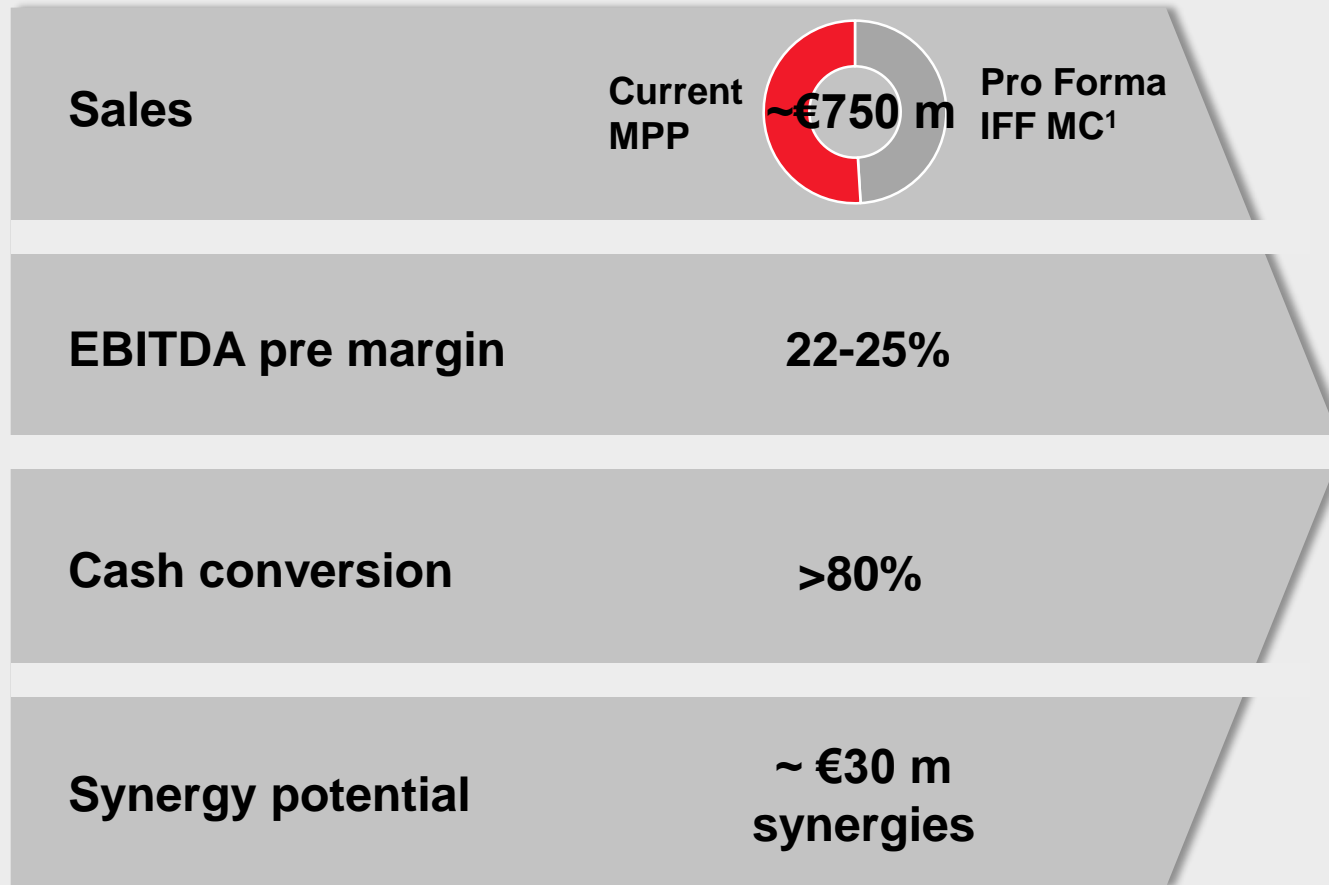 Sales
Current
MPP
~€750 m
Pro Forma
IFF MC¹
EBITDA pre margin
22-25%
Cash conversion
>80%
Synergy potential
~ €30 m
synergies